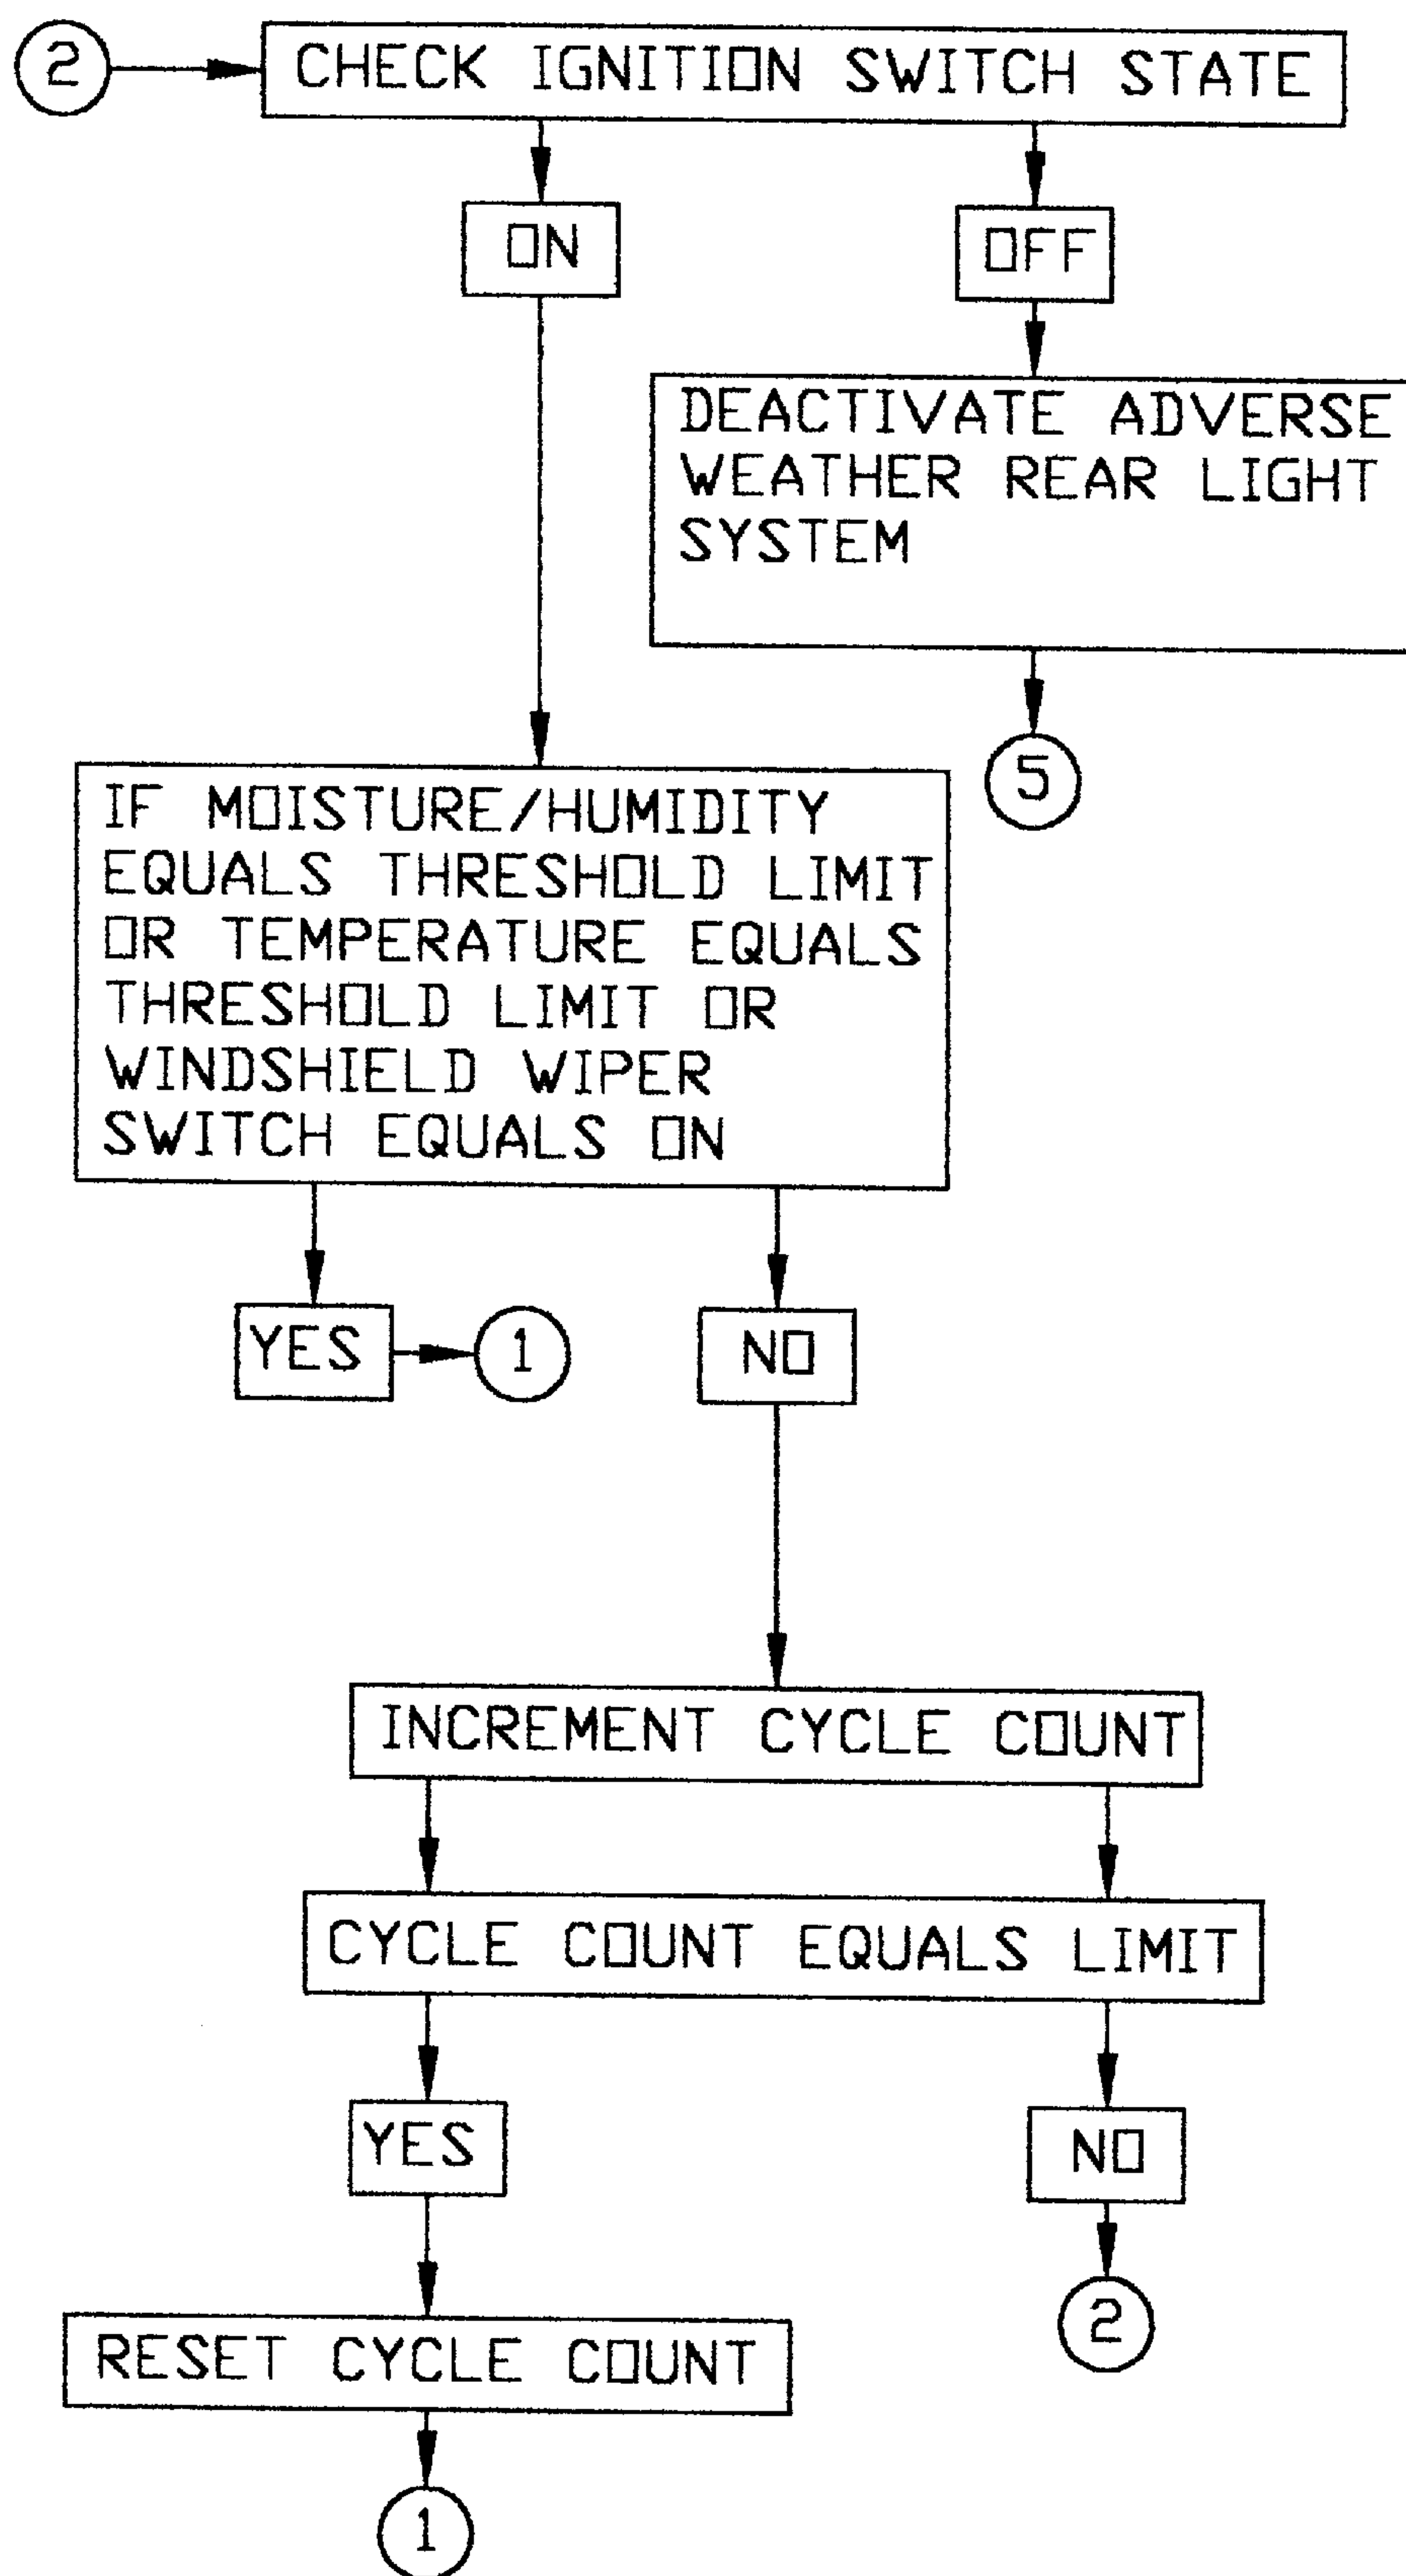 2
CHECK IGNITION SWITCH STATE
ON
OFF
DEACTIVATE ADVERSE
WEATHER REAR LIGHT
SYSTEM
5
IF MOISTURE/HUMIDITY
EQUALS THRESHOLD LIMIT
OR TEMPERATURE EQUALS
THRESHOLD LIMIT OR
WINDSHIELD WIPER
SWITCH EQUALS ON
YES
1
NO
INCREMENT CYCLE COUNT
CYCLE COUNT EQUALS LIMIT
YES
NO
2
RESET CYCLE COUNT
1